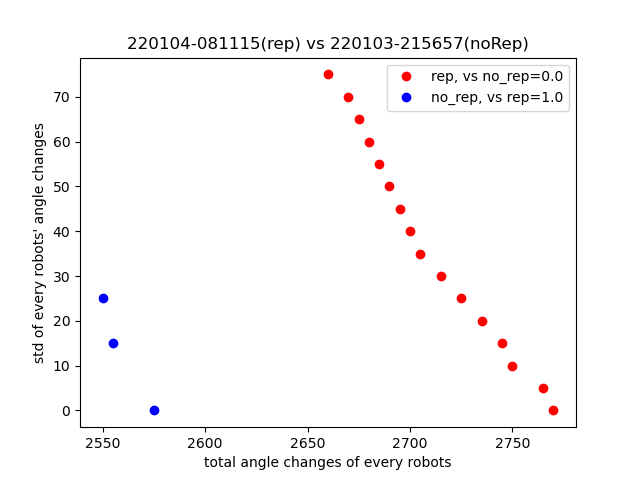 220104-081115(rep) vs 220103-215657(noRep)
rep, vs no_rep=0.0
no_rep, vs rep=1.0
std of every robots' angle changes
70
60
50
40
30
20
10
0
2550 2600 2650 2700 2750
total angle changes of every robots